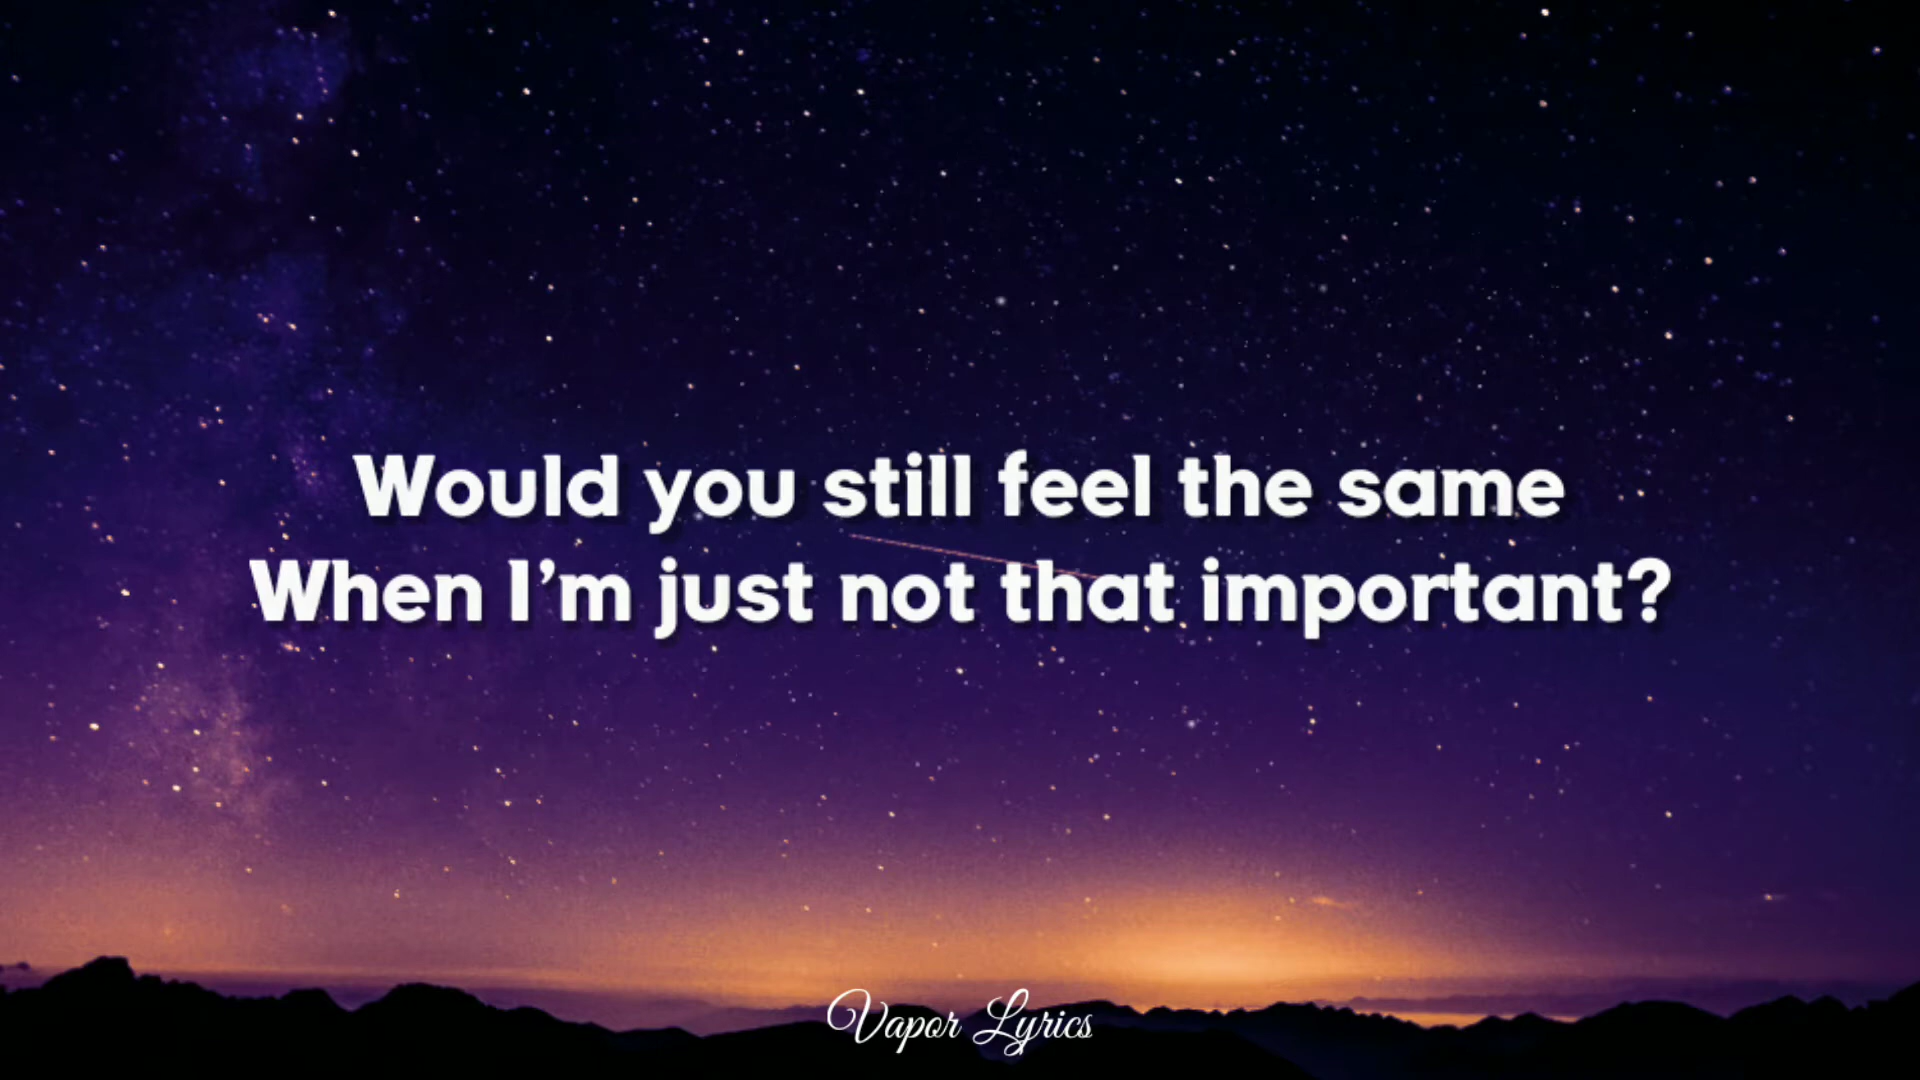 Would you still feel the same
When I’m just not that important?
Vapor Lyrics